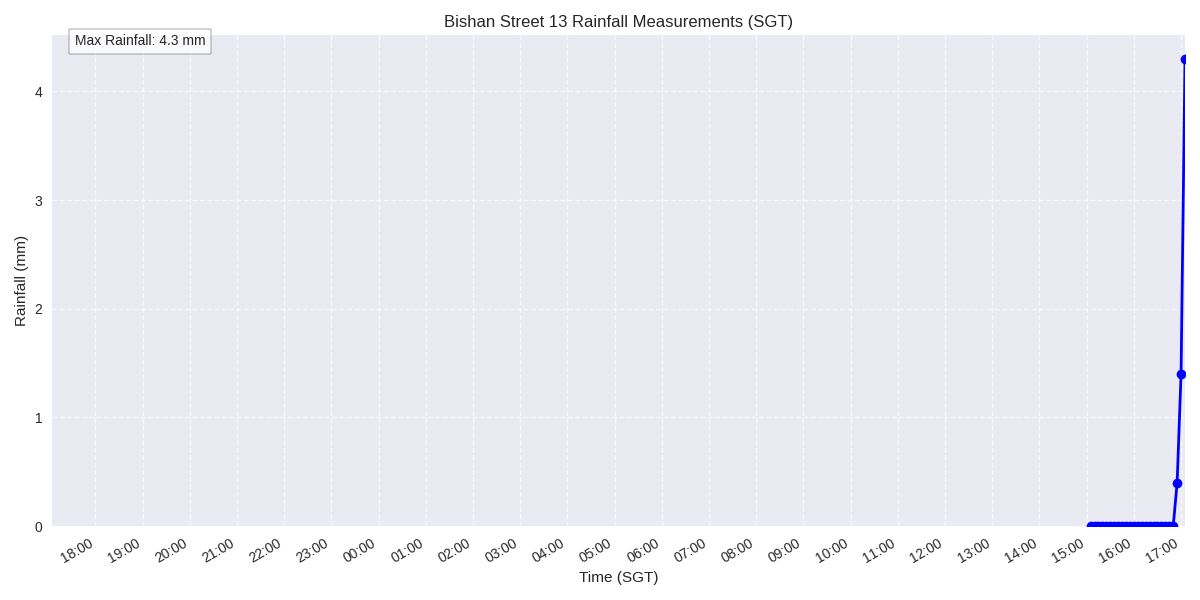 Bishan Street 13 Rainfall Measurements (SGT)
Max Rainfall: 4.3 mm
4
3
2
1
0
Rainfall (mm)
18:00 19:00 20:00 21:00 22:00 23:00 00:00 01:00 02:00 03:00 04:00 05:00 06:00 07:00 08:00 09:00 10:00 11:00 12:00 13:00 14:00 15:00 16:00 17:00
Time (SGT)